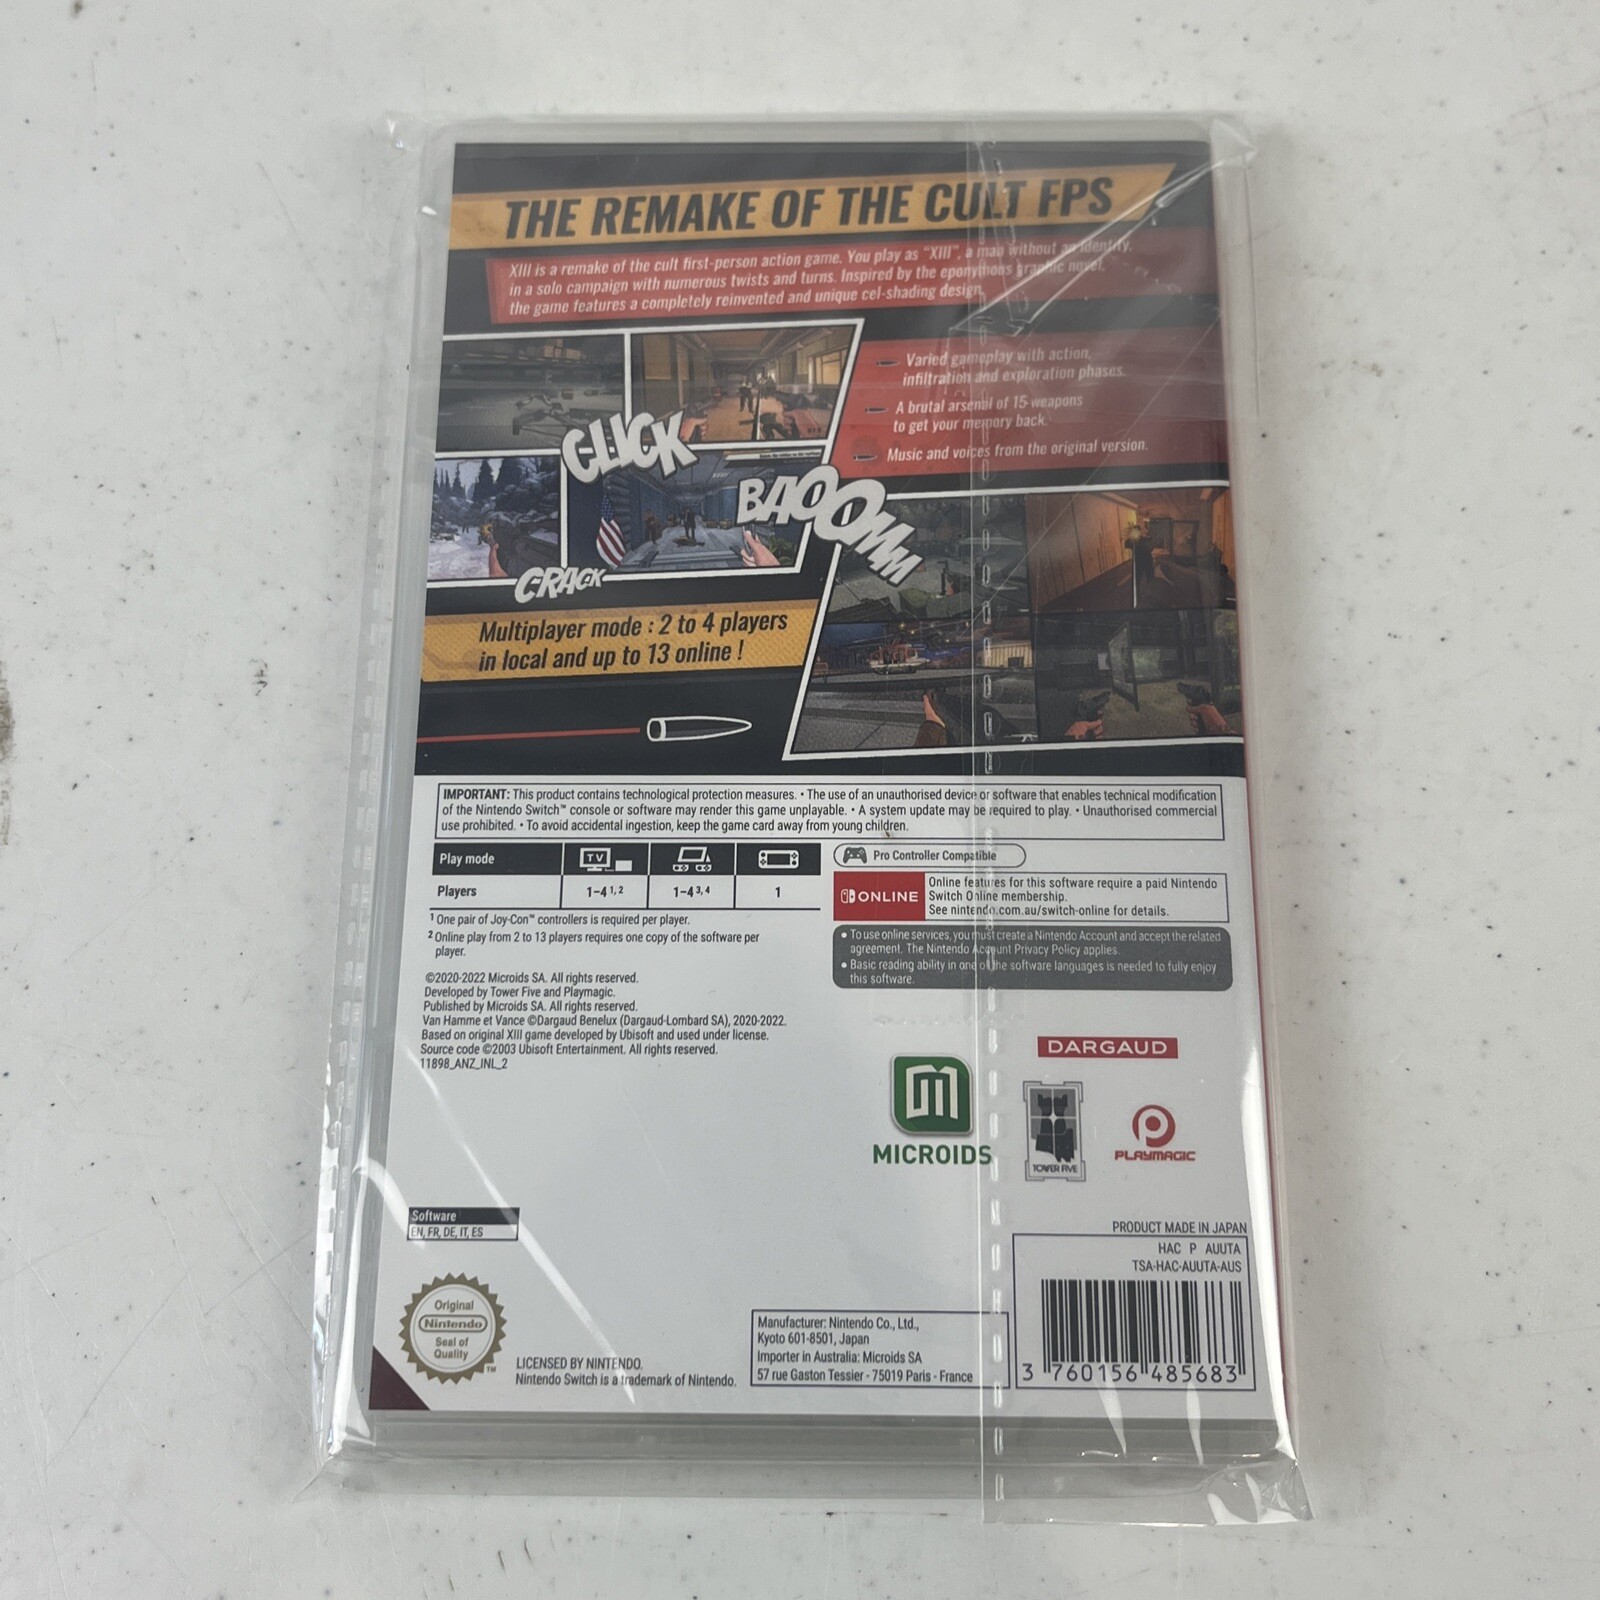 THE REMAKE OF THE CULT FPS
XIII is a remake of the cult first-person action game. You play as "XIII", a man without an identity,
in a solo campaign with numerous twists and turns. Inspired by the eponymous graphic novel,
the game features a completely reinvented and unique cel-shading design.
Varied gameplay with action,
infiltration and exploration phases.
A brutal arsenal of 15 weapons
to get your memory back.
Music and voices from the original version.
CLICK
BAOOOMMM
CRACK
Multiplayer mode : 2 to 4 players
in local and up to 13 online !
IMPORTANT: This product contains technological protection measures. • The use of an unauthorised device or software that enables technical modification
of the Nintendo Switch™ console or software may render this game unplayable. • A system update may be required to play. • Unauthorised commercial
use prohibited. • To avoid accidental ingestion, keep the game card away from young children.
Play mode TV
Players 1-4 1, 2 1-4 3, 4 1
1 One pair of Joy-Con™ controllers is required per player.
2 Online play from 2 to 13 players requires one copy of the software per
player.
Pro Controller Compatible
ONLINE
Online features for this software require a paid Nintendo
Switch Online membership.
See nintendo.com.au/switch-online for details.
• To use online services, you must create a Nintendo Account and accept the related
agreement. The Nintendo Account Privacy Policy applies.
• Basic reading ability in one of the software languages is needed to fully enjoy
this software.
©2020-2022 Microids SA. All rights reserved.
Developed by Tower Five and Playmagic.
Published by Microids SA. All rights reserved.
Van Hamme et Vance ©Dargaud Benelux (Dargaud-Lombard SA), 2020-2022.
Based on original XIII game developed by Ubisoft and used under license.
Source code ©2003 Ubisoft Entertainment. All rights reserved.
11898_ANZ_INL_2
DARGAUD
MICROIDS
TOWER FIVE
PLAYMAGIC
Software
EN, FR, DE, IT, ES
PRODUCT MADE IN JAPAN
HAC P AUUTA
TSA-HAC-AUUTA-AUS
3 760156 485683
Original
Nintendo
Seal of
Quality
TM
LICENSED BY NINTENDO.
Nintendo Switch is a trademark of Nintendo.
Manufacturer: Nintendo Co., Ltd.,
Kyoto 601-8501, Japan
Importer in Australia: Microids SA
57 rue Gaston Tessier - 75019 Paris - France